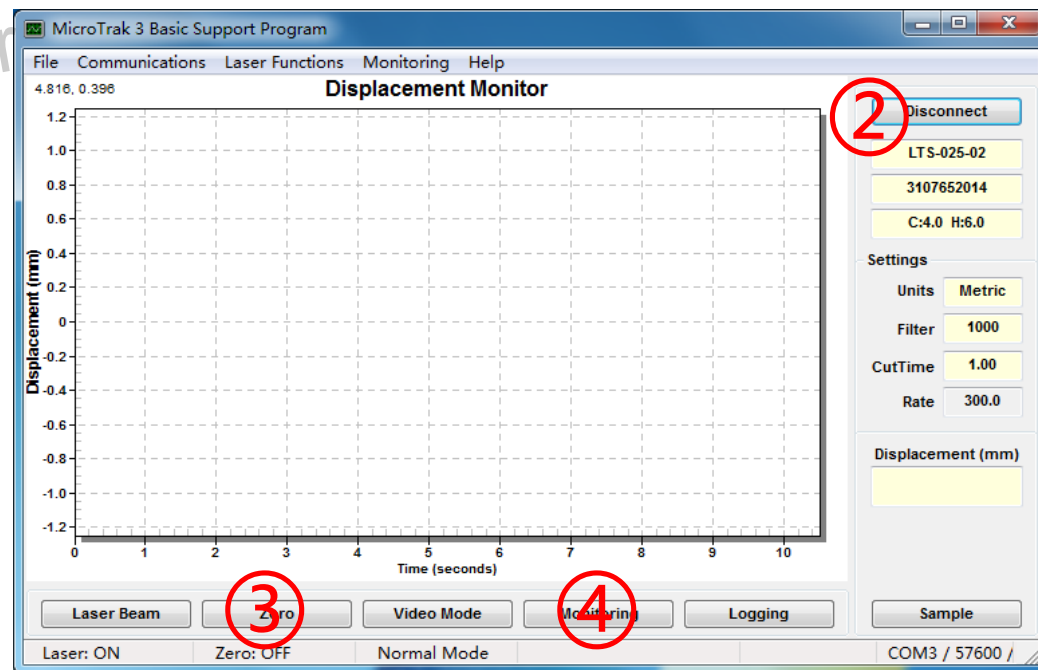 MicroTrak 3 Basic Support Program
File Communications Laser Functions Monitoring Help
4.816, 0.396
Displacement Monitor
1.2
1.0
0.8
0.6
0.4
0.2
0
-0.2
-0.4
-0.6
-0.8
-1.0
-1.2
Displacement (mm)
0 1 2 3 4 5 6 7 8 9 10
Time (seconds)
② Disconnect
LTS-025-02
3107652014
C:4.0 H:6.0
Settings
Units Metric
Filter 1000
CutTime 1.00
Rate 300.0
Displacement (mm)
Laser Beam ③ Zero Video Mode ④ Monitoring Logging Sample
Laser: ON Zero: OFF Normal Mode COM3 / 57600 /